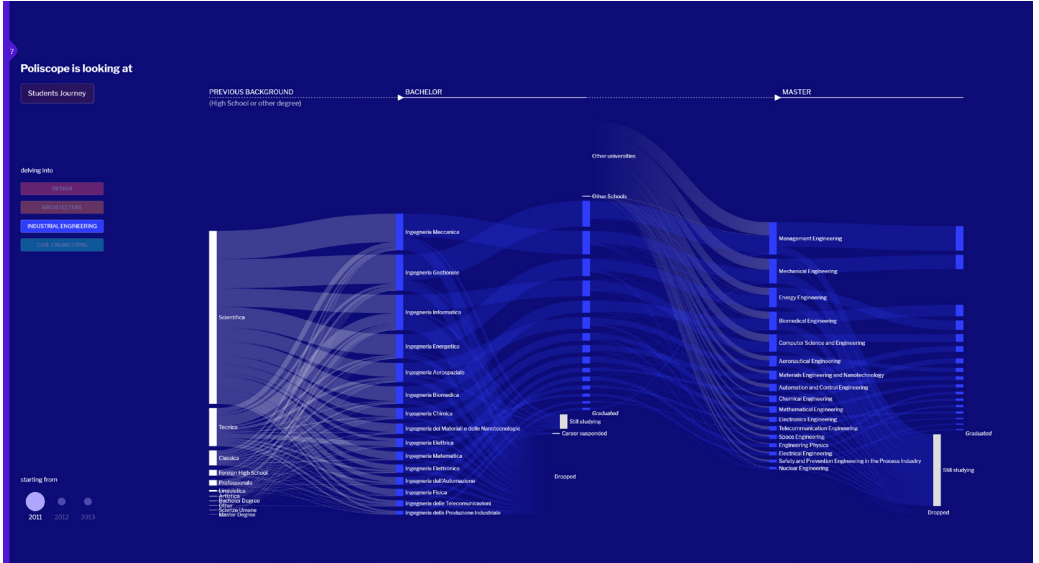 ?
Poliscope is looking at
Students Journey
PREVIOUS BACKGROUND
(High School or other degree)
BACHELOR
MASTER
delving into
DESIGN
ARCHITECTURE
INDUSTRIAL ENGINEERING
CIVIL ENGINEERING
starting from
2011
2012
2013
Scientifica
Tecnica
Classica
Foreign High School
Professionale
Linguistica
Artistica
Bachelor Degree
Other
Scienze Umane
Master Degree
Ingegneria Meccanica
Ingegneria Gestionale
Ingegneria Informatica
Ingegneria Energetica
Ingegneria Aerospaziale
Ingegneria Biomedica
Ingegneria Chimica
Ingegneria dei Materiali e delle Nanotecnologie
Ingegneria Elettrica
Ingegneria Matematica
Ingegneria Elettronica
Ingegneria dell'Automazione
Ingegneria Fisica
Ingegneria delle Telecomunicazioni
Ingegneria della Produzione Industriale
Other universities
Other Schools
Graduated
Still studying
Career suspended
Dropped
Management Engineering
Mechanical Engineering
Energy Engineering
Biomedical Engineering
Computer Science and Engineering
Aeronautical Engineering
Materials Engineering and Nanotechnology
Automation and Control Engineering
Chemical Engineering
Mathematical Engineering
Electronics Engineering
Telecommunication Engineering
Space Engineering
Engineering Physics
Electrical Engineering
Safety and Prevention Engineering in the Process Industry
Nuclear Engineering
Graduated
Still studying
Dropped